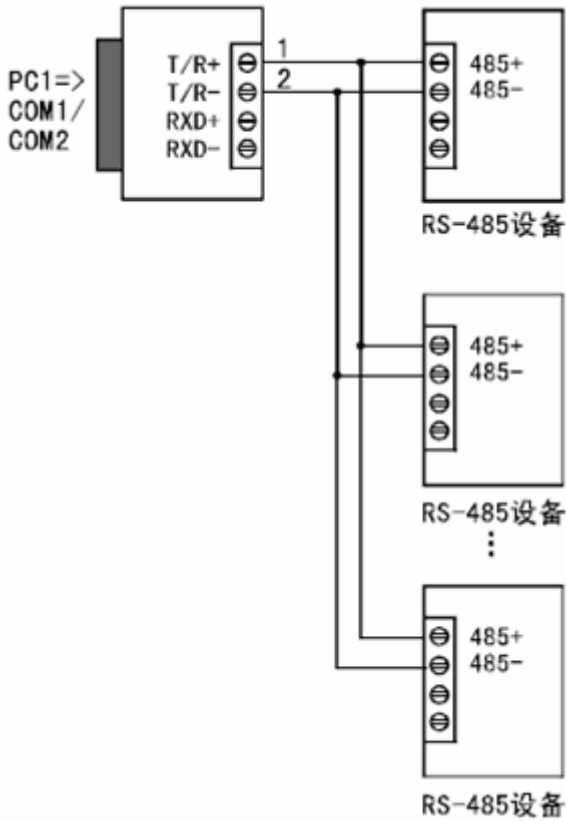 PC1=>
COM1/
COM2
T/R+
T/R-
RXD+
RXD-
1
2
485+
485-
RS-485设备
485+
485-
RS-485设备
⋮
485+
485-
RS-485设备